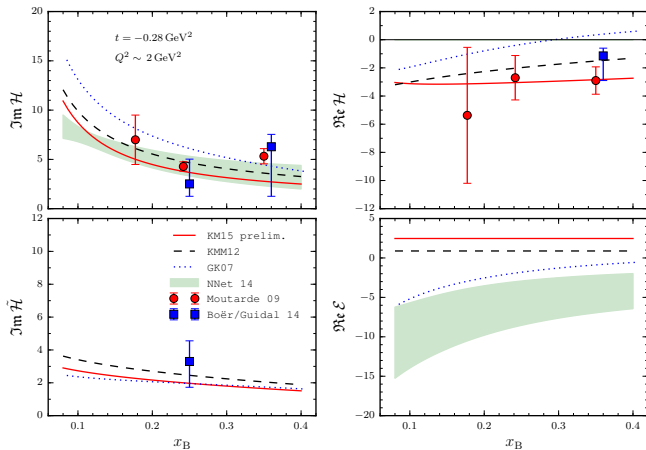 20
15
10
5
0
ℑm ℋ
t = −0.28 GeV²
Q² ∼ 2 GeV²
4
2
0
−2
−4
−6
−8
−10
−12
ℜe ℋ
12
10
8
6
4
2
0
ℑm ℋ̃
KM15 prelim.
KMM12
GK07
NNet 14
Moutarde 09
Boër/Guidal 14
0.1 0.2 0.3 0.4
x_B
5
0
−5
−10
−15
−20
ℜe ℰ
0.1 0.2 0.3 0.4
x_B